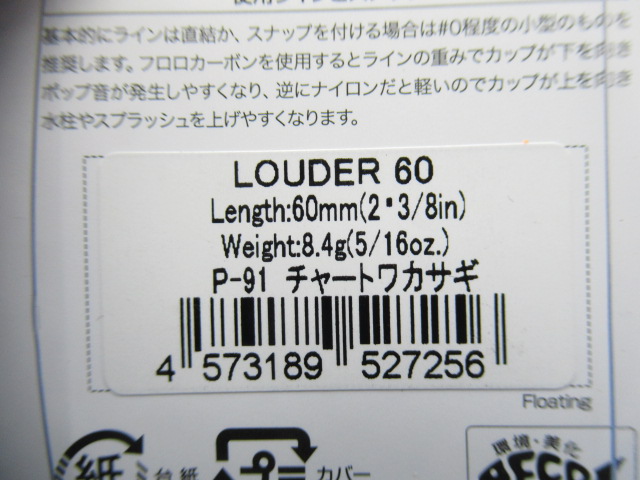 基本的にラインは直結か、スナップを付ける場合は#0程度の小型のものを
推奨します。フロロカーボンを使用するとラインの重みでカップが下を向き
ポップ音が発生しやすくなり、逆にナイロンだと軽いのでカップが上を向き
水柱やスプラッシュを上げやすくなります。
LOUDER 60
Length:60mm(2・3/8in)
Weight:8.4g(5/16oz.)
P-91 チャートワカサギ
4 573189 527256
Floating
紙 台紙 カバー
環境・美化